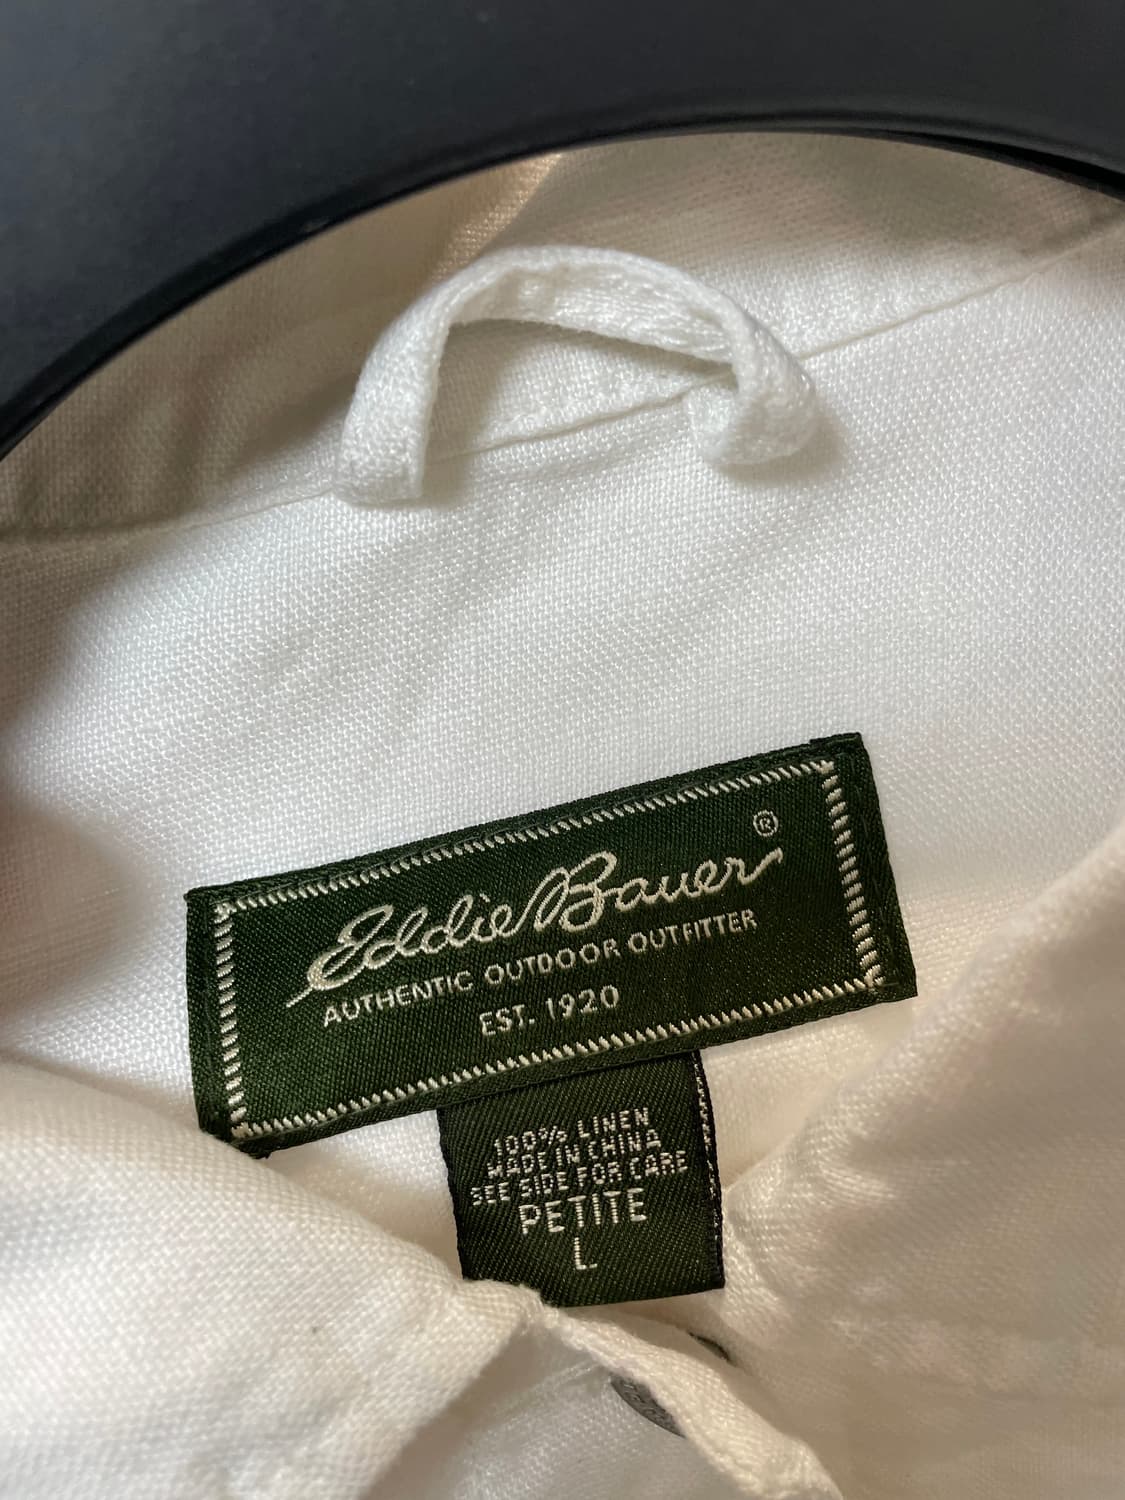 Eddie Bauer®
AUTHENTIC OUTDOOR OUTFITTER
EST. 1920
100% LINEN
MADE IN CHINA
SEE SIDE FOR CARE
PETITE
L